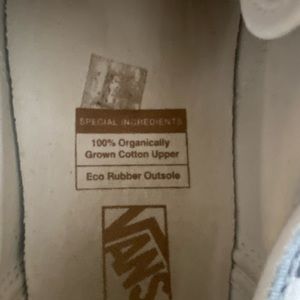 SPECIAL INGREDIENTS
100% Organically
Grown Cotton Upper
Eco Rubber Outsole
VANS